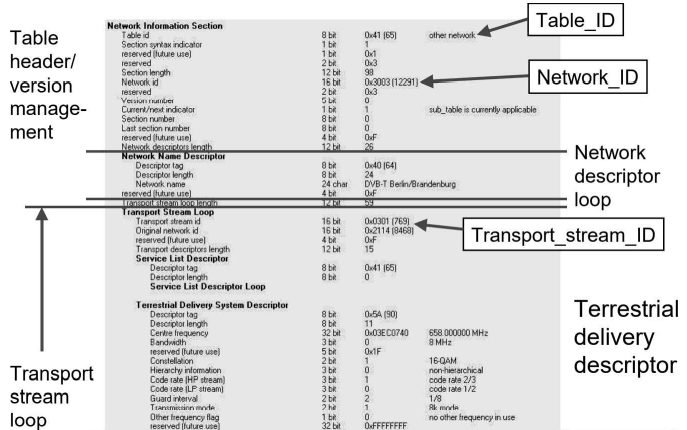 Table
header/
version
manage-
ment
Transport
stream
loop
Network Information Section
Table id 8 bit 0x41 (65) other network
Section syntax indicator 1 bit 1
reserved (future use) 1 bit 0x1
reserved 2 bit 0x3
Section length 12 bit 98
Network id 16 bit 0x3003 (12291)
reserved 2 bit 0x3
Version number 5 bit 0
Current/next indicator 1 bit 1 sub_table is currently applicable
Section number 8 bit 0
Last section number 8 bit 0
reserved (future use) 4 bit 0xF
Network descriptors length 12 bit 26
Network Name Descriptor
Descriptor tag 8 bit 0x40 (64)
Descriptor length 8 bit 24
Network name 24 char DVB-T Berlin/Brandenburg
reserved (future use) 4 bit 0xF
Transport stream loop length 12 bit 59
Transport Stream Loop
Transport stream id 16 bit 0x0301 (769)
Original network id 16 bit 0x2114 (8468)
reserved (future use) 4 bit 0xF
Transport descriptors length 12 bit 15
Service List Descriptor
Descriptor tag 8 bit 0x41 (65)
Descriptor length 8 bit 0
Service List Descriptor Loop
Terrestrial Delivery System Descriptor
Descriptor tag 8 bit 0x5A (90)
Descriptor length 8 bit 11
Centre frequency 32 bit 0x03EC0740 658.000000 MHz
Bandwidth 3 bit 0 8 MHz
reserved (future use) 5 bit 0x1F
Constellation 2 bit 1 16-QAM
Hierarchy information 3 bit 0 non-hierarchical
Code rate (HP stream) 3 bit 1 code rate 2/3
Code rate (LP stream) 3 bit 0 code rate 1/2
Guard interval 2 bit 2 1/8
Transmission mode 2 bit 1 8k mode
Other frequency flag 1 bit 0 no other frequency in use
reserved (future use) 32 bit 0xFFFFFFFF
Table_ID
Network_ID
Network
descriptor
loop
Transport_stream_ID
Terrestrial
delivery
descriptor